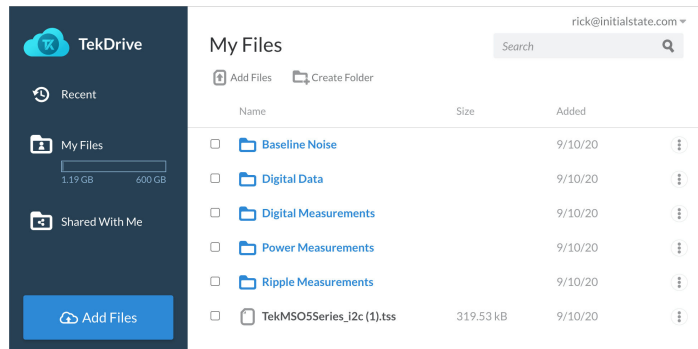 TK
TekDrive
Recent
My Files
1.19 GB 600 GB
Shared With Me
Add Files
rick@initialstate.com
My Files
Search
Add Files Create Folder
Name Size Added
Baseline Noise 9/10/20
Digital Data 9/10/20
Digital Measurements 9/10/20
Power Measurements 9/10/20
Ripple Measurements 9/10/20
TekMSO5Series_i2c (1).tss 319.53 kB 9/10/20